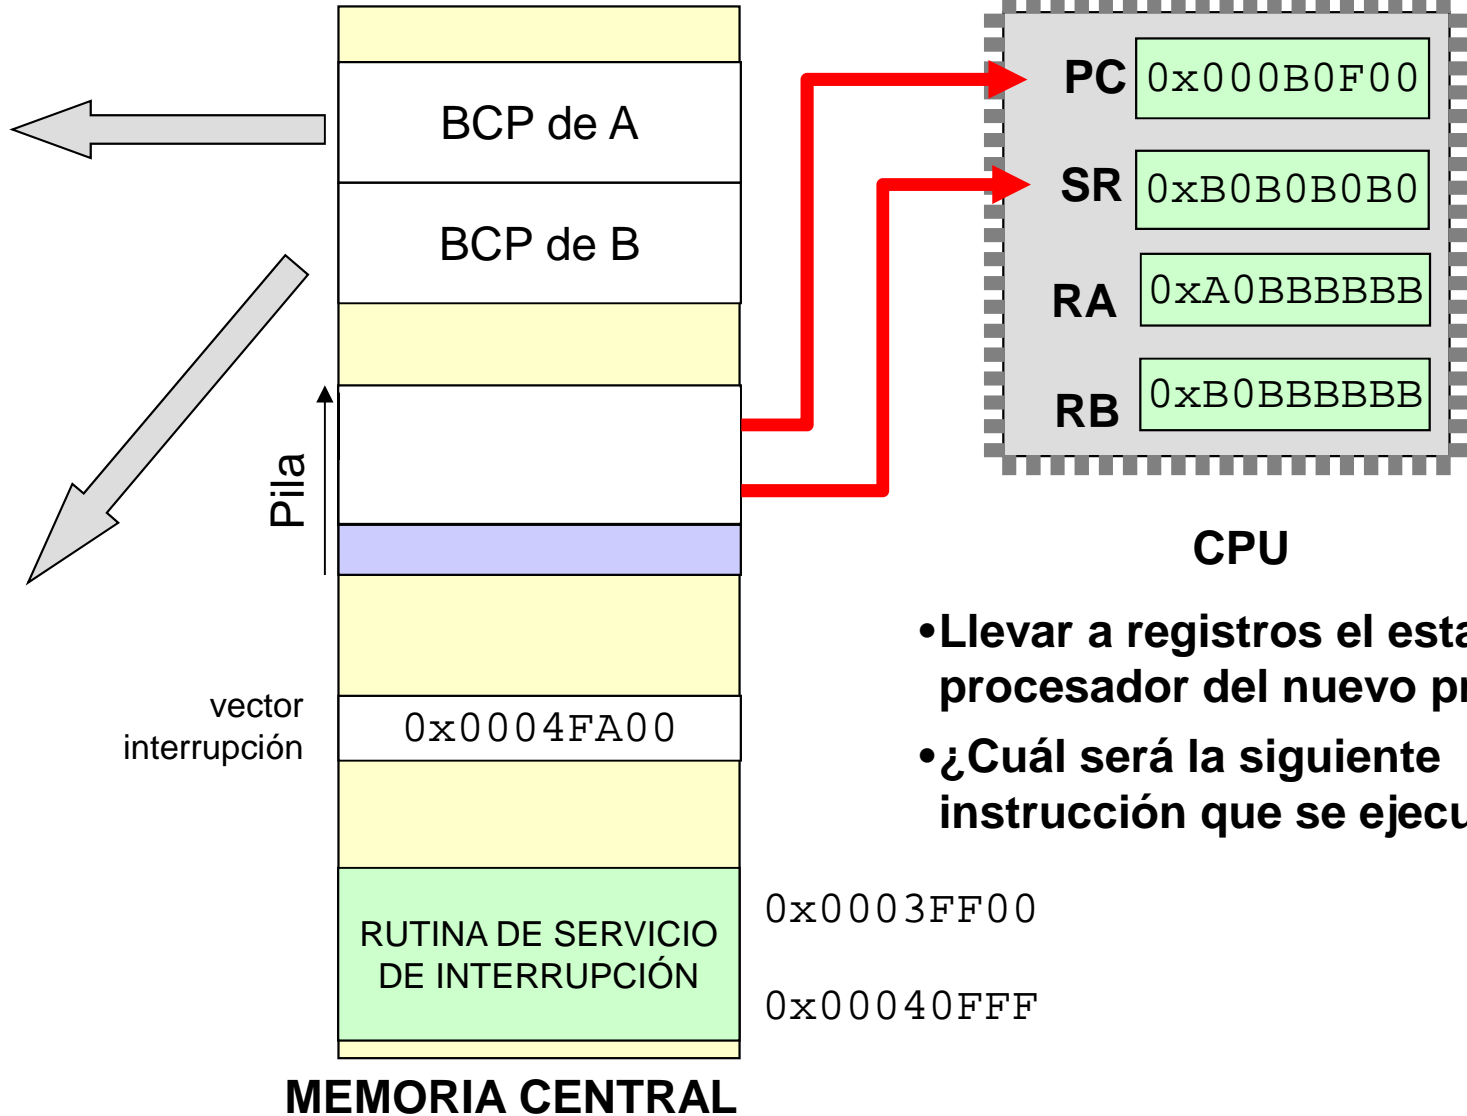 BCP de A
BCP de B
Pila
vector
interrupción
0x0004FA00
RUTINA DE SERVICIO
DE INTERRUPCIÓN
0x0003FF00
0x00040FFF
MEMORIA CENTRAL
PC 0x000B0F00
SR 0xB0B0B0B0
RA 0xA0BBBBBB
RB 0xB0BBBBBB
CPU
•Llevar a registros el
procesador del nuevo
•¿Cuál será la siguiente
instrucción que se